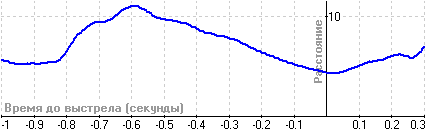 10
Расстояние
Время до выстрела (секунды)
-1 -0.9 -0.8 -0.7 -0.6 -0.5 -0.4 -0.3 -0.2 -0.1 0 0.1 0.2 0.3